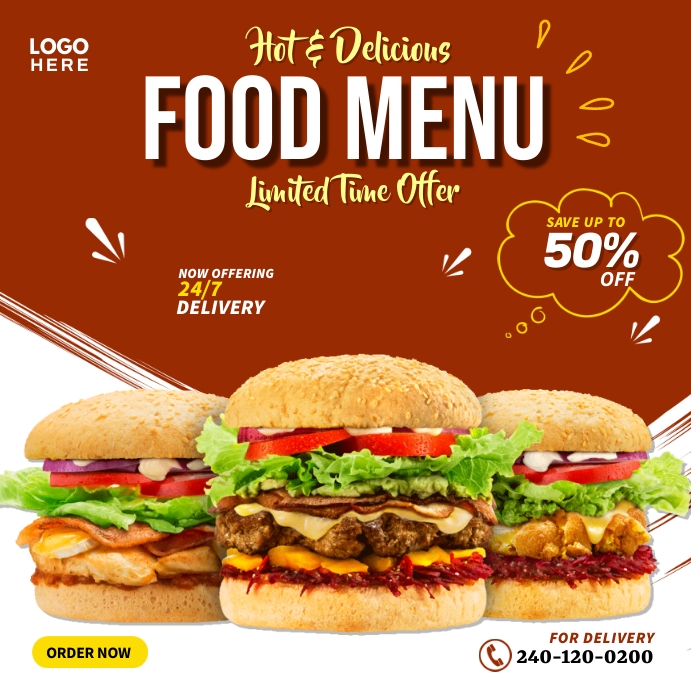 LOGO
HERE
Hot & Delicious
FOOD MENU
Limited Time Offer
SAVE UP TO
50%
OFF
NOW OFFERING
24/7
DELIVERY
ORDER NOW
FOR DELIVERY
240-120-0200